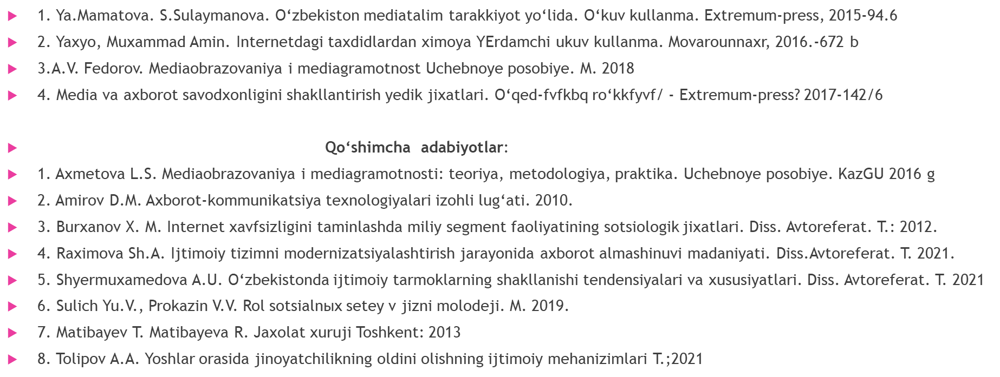 1. Ya.Mamatova. S.Sulaymanova. O‘zbekiston mediatalim tarakkiyot yo‘lida. O‘kuv kullanma. Extremum-press, 2015-94.6
2. Yaxyo, Muxammad Amin. Internetdagi taxdidlardan ximoya YErdamchi ukuv kullanma. Movarounnaxr, 2016.-672 b
3.A.V. Fedorov. Mediaobrazovaniya i mediagramotnost Uchebnoye posobiye. M. 2018
4. Media va axborot savodxonligini shakllantirish yedik jixatlari. O‘qed-fvfkbq ro‘kkfyvf/ - Extremum-press? 2017-142/6
Qo‘shimcha adabiyotlar:
1. Axmetova L.S. Mediaobrazovaniya i mediagramotnosti: teoriya, metodologiya, praktika. Uchebnoye posobiye. KazGU 2016 g
2. Amirov D.M. Axborot-kommunikatsiya texnologiyalari izohli lug‘ati. 2010.
3. Burxanov X. M. Internet xavfsizligini taminlashda miliy segment faoliyatining sotsiologik jixatlari. Diss. Avtoreferat. T.: 2012.
4. Raximova Sh.A. Ijtimoiy tizimni modernizatsiyalashtirish jarayonida axborot almashinuvi madaniyati. Diss.Avtoreferat. T. 2021.
5. Shyermuxamedova A.U. O‘zbekistonda ijtimoiy tarmoklarning shakllanishi tendensiyalari va xususiyatlari. Diss. Avtoreferat. T. 2021
6. Sulich Yu.V., Prokazin V.V. Rol sotsialnыx setey v jizni molodeji. M. 2019.
7. Matibayev T. Matibayeva R. Jaxolat xuruji Toshkent: 2013
8. Tolipov A.A. Yoshlar orasida jinoyatchilikning oldini olishning ijtimoiy mehanizimlari T.;2021